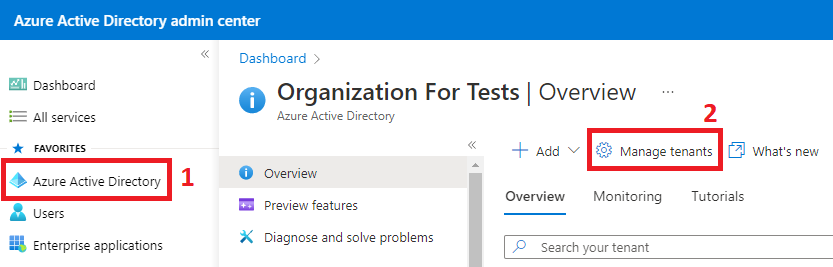 Azure Active Directory admin center
«
Dashboard
All services
★ FAVORITES
Azure Active Directory 1
Users
Enterprise applications
Dashboard >
Organization For Tests | Overview ...
Azure Active Directory
2
«
Overview
Preview features
Diagnose and solve problems
+ Add Manage tenants What's new
Overview Monitoring Tutorials
Search your tenant